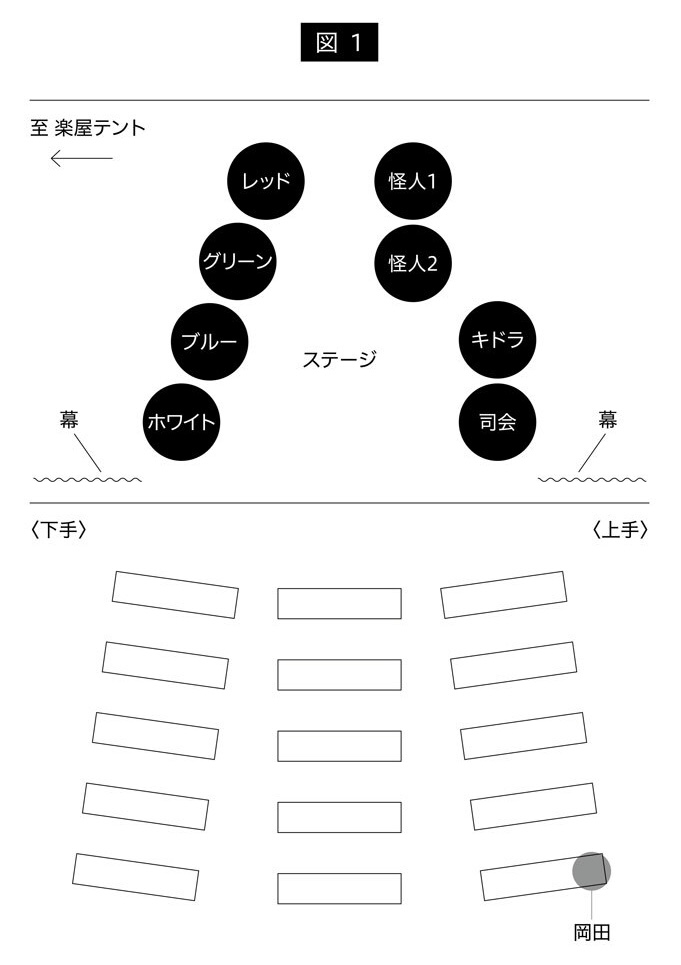 図 1
至 楽屋テント
レッド
怪人1
グリーン
怪人2
ブルー
ステージ
キドラ
ホワイト
司会
幕
幕
〈下手〉
〈上手〉
岡田